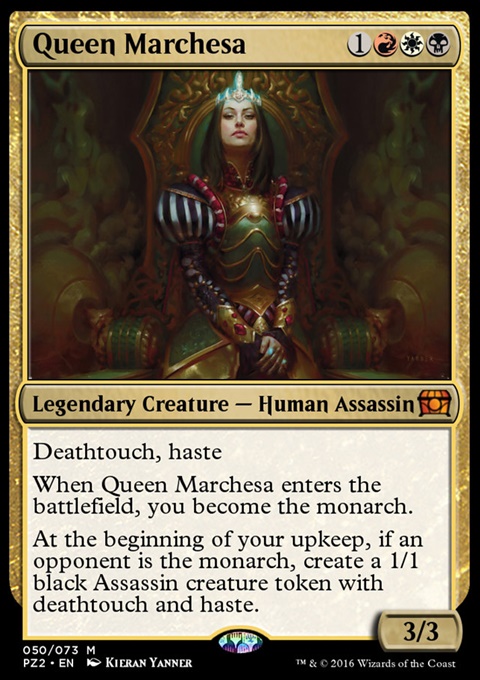 Queen Marchesa 1
Legendary Creature — Human Assassin
Deathtouch, haste
When Queen Marchesa enters the
battlefield, you become the monarch.
At the beginning of your upkeep, if an
opponent is the monarch, create a 1/1
black Assassin creature token with
deathtouch and haste.
3/3
050/073 M
PZ2 • EN Kieran Yanner
™ & © 2016 Wizards of the Coast